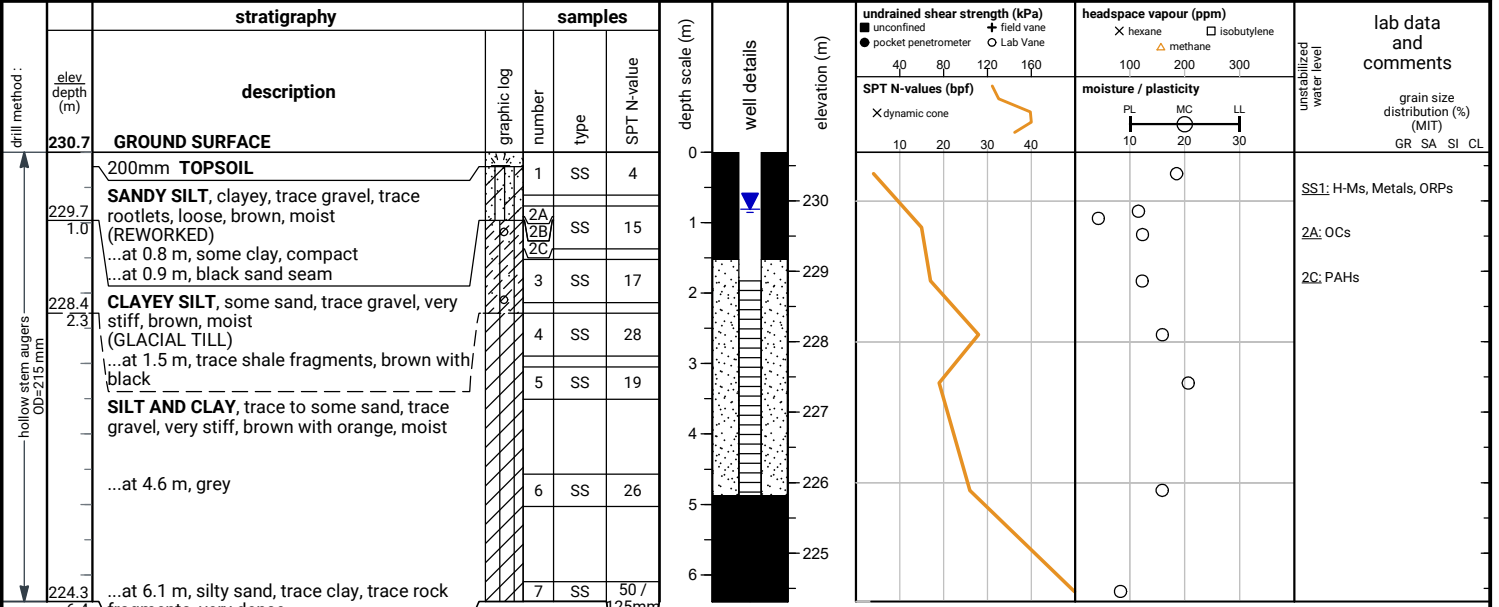 stratigraphy
samples
drill method :
elev
depth
(m)
description
graphic log
number
type
SPT N-value
depth scale (m)
well details
elevation (m)
undrained shear strength (kPa)
unconfined
field vane
pocket penetrometer
Lab Vane
40 80 120 160
SPT N-values (bpf)
dynamic cone
10 20 30 40
headspace vapour (ppm)
hexane
isobutylene
methane
100 200 300
moisture / plasticity
PL MC LL
10 20 30
unstabilized
water level
lab data
and
comments
grain size
distribution (%)
(MIT)
GR SA SI CL
230.7 GROUND SURFACE
hollow stem augers
OD=215 mm
200mm TOPSOIL
SANDY SILT, clayey, trace gravel, trace
rootlets, loose, brown, moist
(REWORKED)
...at 0.8 m, some clay, compact
...at 0.9 m, black sand seam
229.7
1.0
CLAYEY SILT, some sand, trace gravel, very
stiff, brown, moist
(GLACIAL TILL)
...at 1.5 m, trace shale fragments, brown with
black
228.4
2.3
SILT AND CLAY, trace to some sand, trace
gravel, very stiff, brown with orange, moist
...at 4.6 m, grey
224.3
6.4
...at 6.1 m, silty sand, trace clay, trace rock
fragments, very dense
1 SS 4
2A
2B SS 15
2C
3 SS 17
4 SS 28
5 SS 19
6 SS 26
7 SS 50 /
125mm
0
1
2
3
4
5
6
230
229
228
227
226
225
SS1: H-Ms, Metals, ORPs
2A: OCs
2C: PAHs